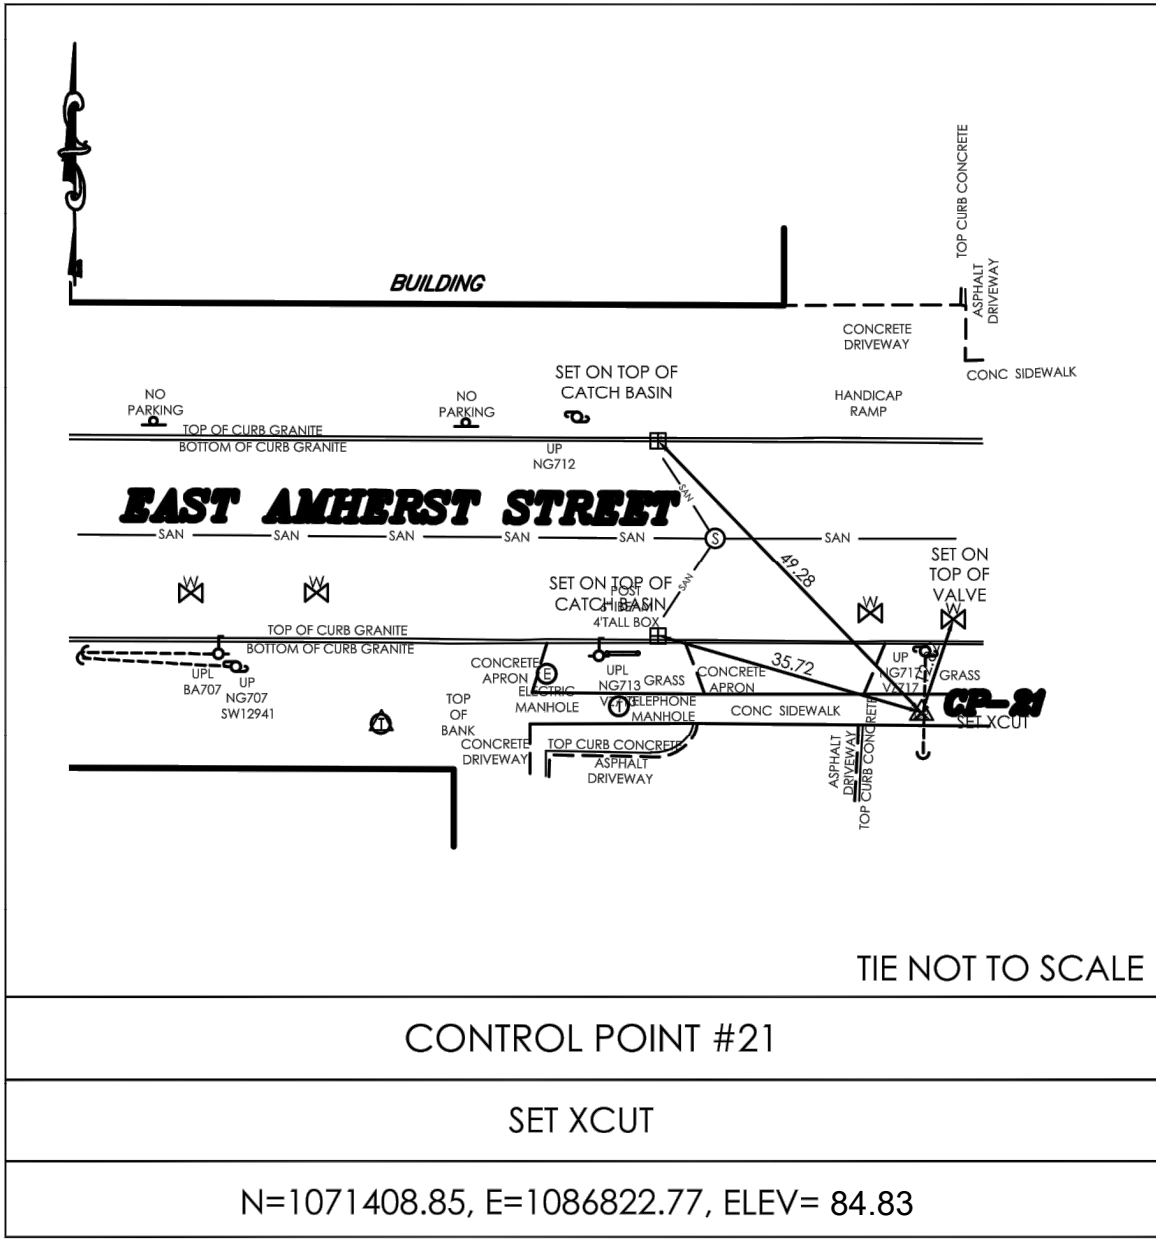 TOP CURB CONCRETE
ASPHALT
DRIVEWAY
BUILDING
CONCRETE
DRIVEWAY
CONC SIDEWALK
SET ON TOP OF
CATCH BASIN
NO
PARKING
NO
PARKING
HANDICAP
RAMP
TOP OF CURB GRANITE
BOTTOM OF CURB GRANITE
UP
NG712
EAST AMHERST STREET
SAN
SAN
SAN
SAN
SAN
SAN
SAN
S
SAN
49.28
SET ON
TOP OF
VALVE
W
W
W
W
SET ON TOP OF
CATCH BASIN
POST
4'TALL BOX
TOP OF CURB GRANITE
BOTTOM OF CURB GRANITE
UPL
BA707
UP
NG707
SW12941
CONCRETE
APRON
E
ELECTRIC
MANHOLE
UPL
NG713
GRASS
CONCRETE
APRON
35.72
UP
NG717
VZ717
GRASS
CP-21
SET XCUT
T
TELEPHONE
MANHOLE
CONC SIDEWALK
TOP
OF
BANK
T
CONCRETE
DRIVEWAY
TOP CURB CONCRETE
ASPHALT
DRIVEWAY
ASPHALT
DRIVEWAY
TOP CURB CONCRETE
TIE NOT TO SCALE
CONTROL POINT #21
SET XCUT
N=1071408.85, E=1086822.77, ELEV= 84.83